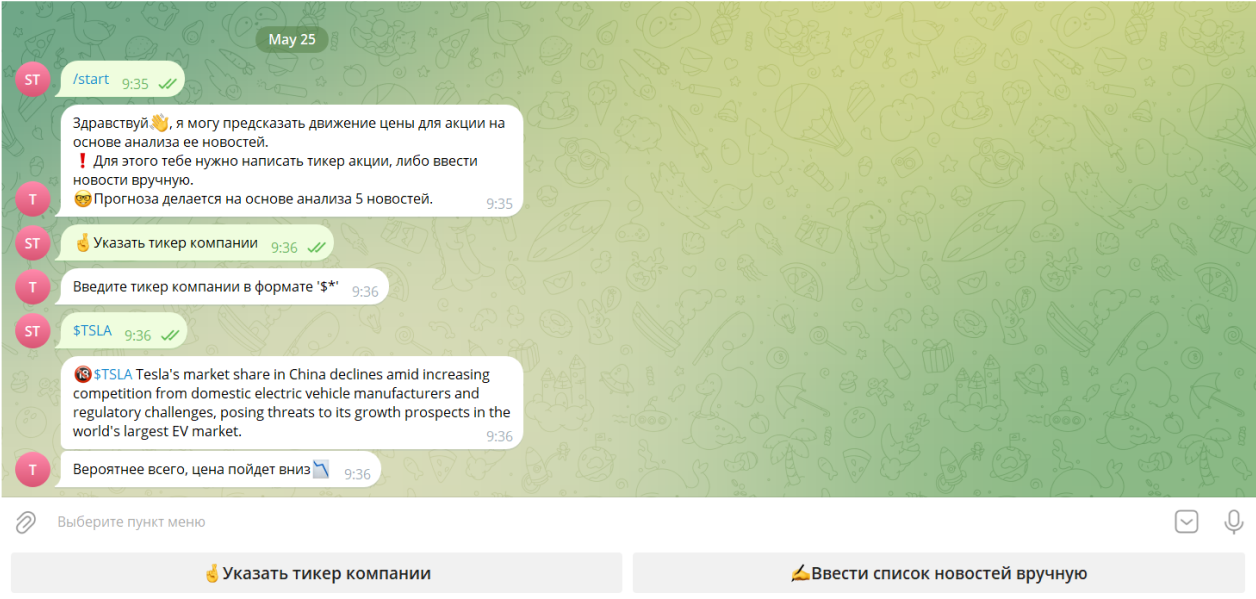 May 25
ST
/start 9:35
Здравствуй👋, я могу предсказать движение цены для акции на
основе анализа ее новостей.
❗ Для этого тебе нужно написать тикер акции, либо ввести
новости вручную.
🤓Прогноза делается на основе анализа 5 новостей. 9:35
T
ST
🤞Указать тикер компании 9:36
T
Введите тикер компании в формате '$*' 9:36
ST
$TSLA 9:36
🔞$TSLA Tesla's market share in China declines amid increasing
competition from domestic electric vehicle manufacturers and
regulatory challenges, posing threats to its growth prospects in the
world's largest EV market. 9:36
T
Вероятнее всего, цена пойдет вниз📉 9:36
Выберите пункт меню
🤞Указать тикер компании
✍Ввести список новостей вручную